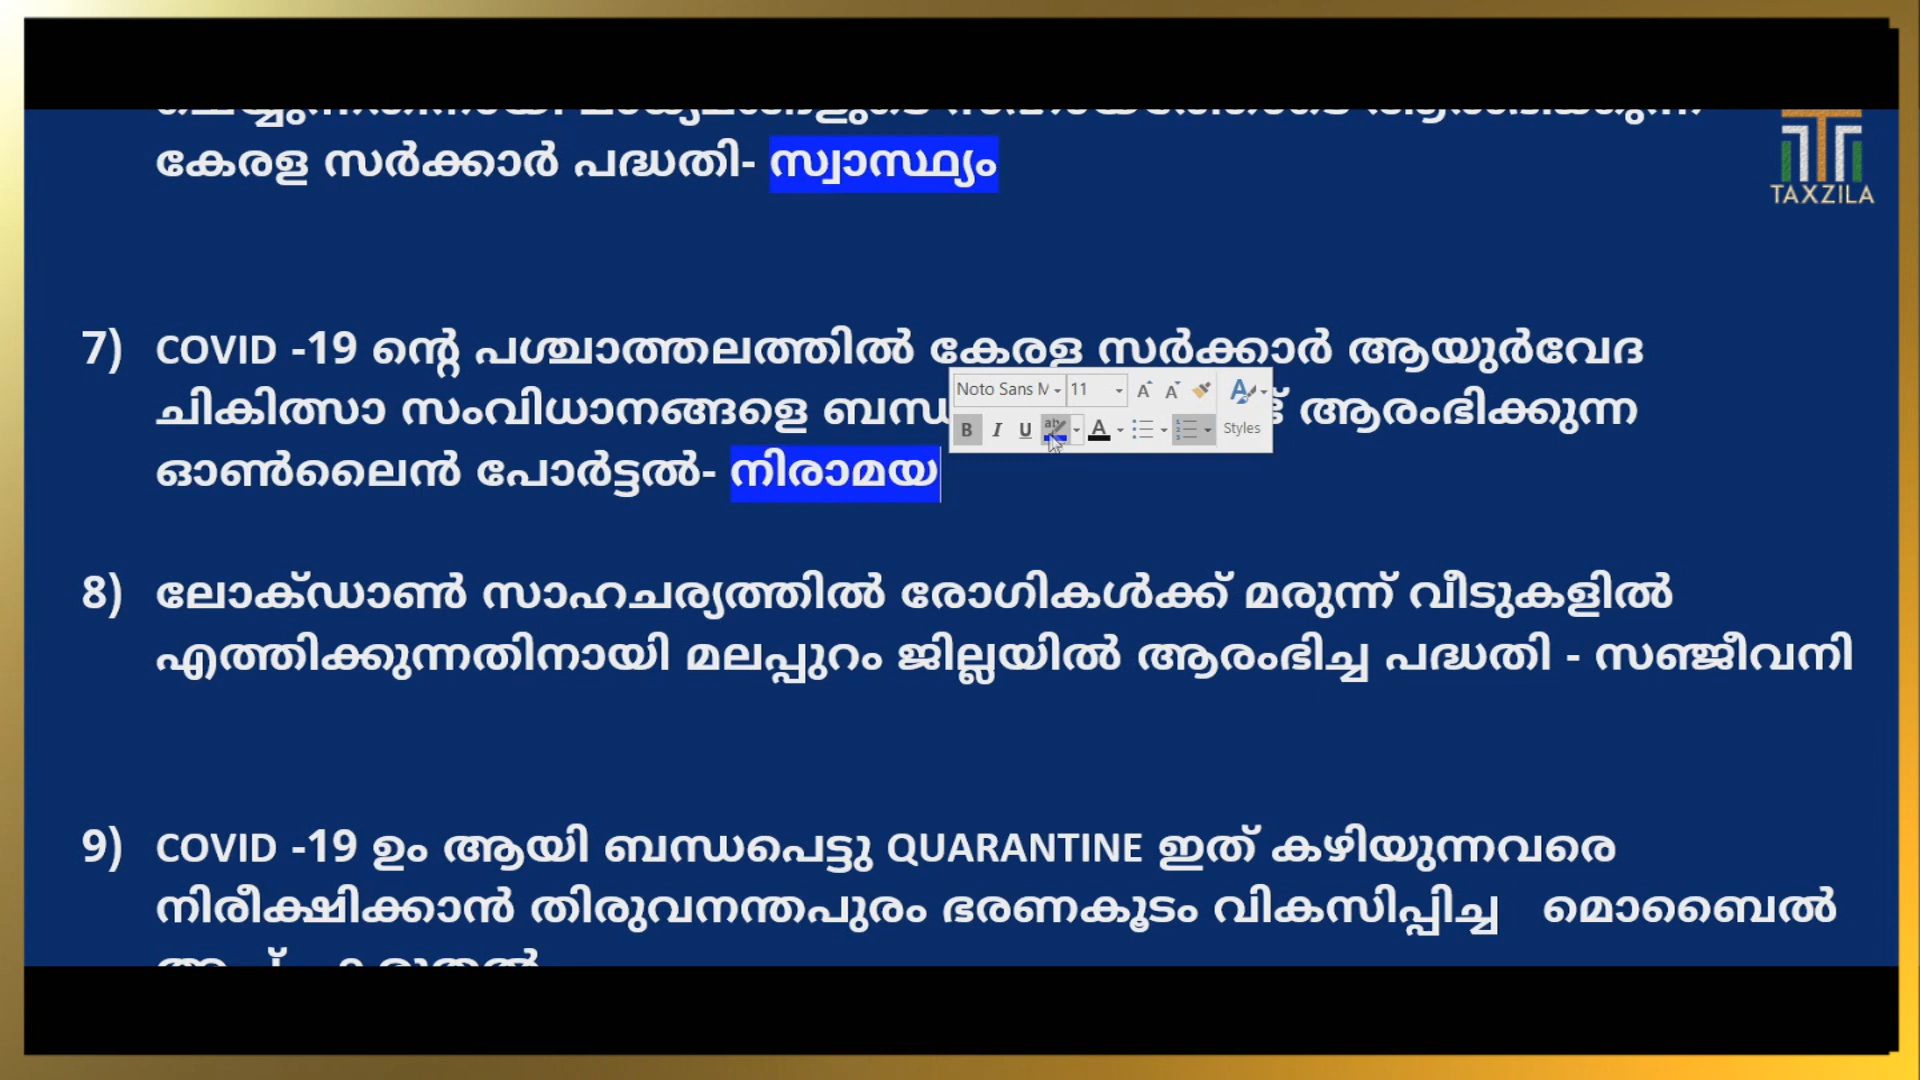 കേരള സർക്കാർ പദ്ധതി- സ്വാസ്ഥ്യം
TAXZILA
7) COVID -19 ന്റെ പശ്ചാത്തലത്തിൽ കേരള സർക്കാർ ആയുർവേദ
ചികിത്സാ സംവിധാനങ്ങളെ ആരംഭിക്കുന്ന
Noto Sans M 11
B I U Styles
ഓൺലൈൻ പോർട്ടൽ- നിരാമയ
8) ലോക്ഡാൺ സാഹചര്യത്തിൽ രോഗികൾക്ക് മരുന്ന് വീടുകളിൽ
എത്തിക്കുന്നതിനായി മലപ്പുറം ജില്ലയിൽ ആരംഭിച്ച പദ്ധതി - സഞ്ജീവനി
9) COVID -19 ഉം ആയി ബന്ധപെട്ടു QUARANTINE ഇത് കഴിയുന്നവരെ
നിരീക്ഷിക്കാൻ തിരുവനന്തപുരം ഭരണകൂടം വികസിപ്പിച്ച മൊബൈൽ